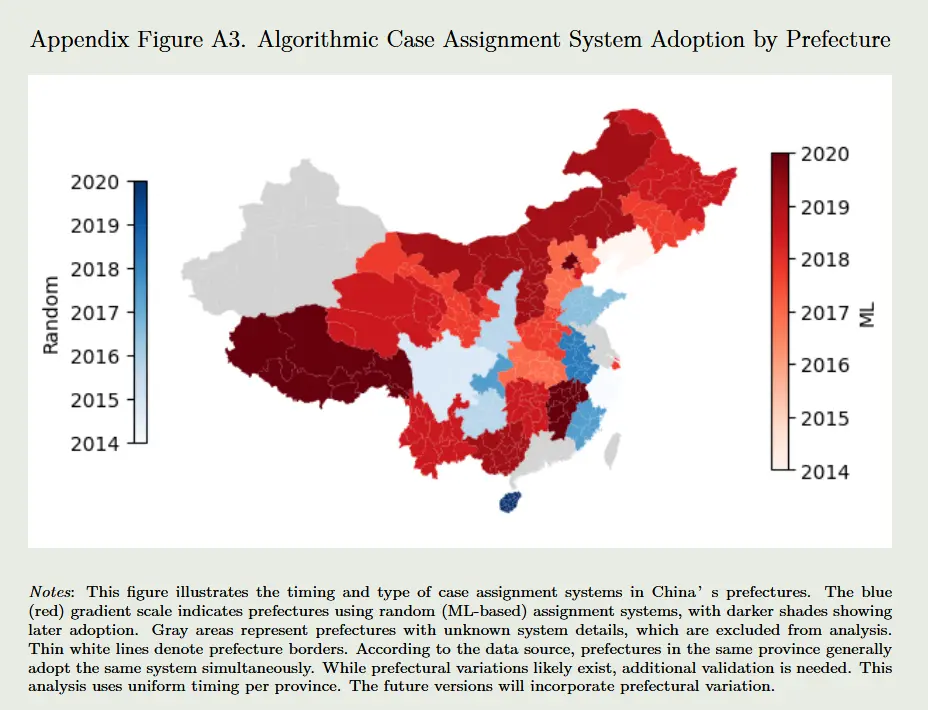 Appendix Figure A3. Algorithmic Case Assignment System Adoption by Prefecture
2020
2019
2018
2017
2016
2015
2014
Random
2020
2019
2018
2017
2016
2015
2014
ML
Notes: This figure illustrates the timing and type of case assignment systems in China’ s prefectures. The blue
(red) gradient scale indicates prefectures using random (ML-based) assignment systems, with darker shades showing
later adoption. Gray areas represent prefectures with unknown system details, which are excluded from analysis.
Thin white lines denote prefecture borders. According to the data source, prefectures in the same province generally
adopt the same system simultaneously. While prefectural variations likely exist, additional validation is needed. This
analysis uses uniform timing per province. The future versions will incorporate prefectural variation.